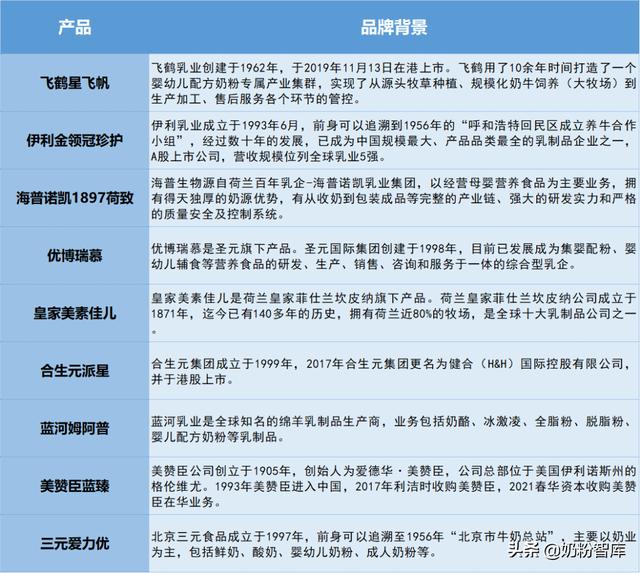 产品
品牌背景
飞鹤星飞帆
飞鹤乳业创建于1962年，于2019年11月13日在港上市。飞鹤用了10余年时间打造了一个
婴幼儿配方奶粉专属产业集群，实现了从源头牧草种植、规模化奶牛饲养（大牧场）到
生产加工、售后服务各个环节的管控。
伊利金领冠珍护
伊利乳业成立于1993年6月，前身可以追溯到1956年的“呼和浩特回民区成立养牛合作
小组”，经过数十年的发展，已成为中国规模最大、产品品类最全的乳制品企业之一，
A股上市公司，营收规模位列全球乳业5强。
海普诺凯1897荷致
海普生物源自荷兰百年乳企-海普诺凯乳业集团，以经营母婴营养食品为主要业务，拥
有得天独厚的奶源优势，有从收奶到包装成品等完整的产业链、强大的研发实力和严格
的质量安全及控制系统。
优博瑞慕
优博瑞慕是圣元旗下产品。圣元国际集团创建于1998年，目前已发展成为集婴配粉、婴
幼儿辅食等营养食品的研发、生产、销售、咨询和服务于一体的综合型乳企。
皇家美素佳儿
皇家美素佳儿是荷兰皇家菲仕兰坎皮纳旗下产品。荷兰皇家菲仕兰坎皮纳公司成立于
1871年，迄今已有140多年的历史，拥有荷兰近80%的牧场，是全球十大乳制品公司之一
。
合生元派星
合生元集团成立于1999年，2017年合生元集团更名为健合（H&H）国际控股有限公司，
并于港股上市。
蓝河姆阿普
蓝河乳业是全球知名的绵羊乳制品生产商，业务包括奶酪、冰激凌、全脂粉、脱脂粉、
婴儿配方奶粉等乳制品。
美赞臣蓝臻
美赞臣公司创立于1905年，创始人为爱德华·美赞臣，公司总部位于美国伊利诺斯州的
格伦维尤。1993年美赞臣进入中国，2017年利洁时收购美赞臣，2021春华资本收购美赞臣
在华业务。
三元爱力优
北京三元食品成立于1997年，前身可以追溯至1956年“北京市牛奶总站”，主要以奶业
为主，包括鲜奶、酸奶、婴幼儿奶粉、成人奶粉等。
头条 @奶粉智库